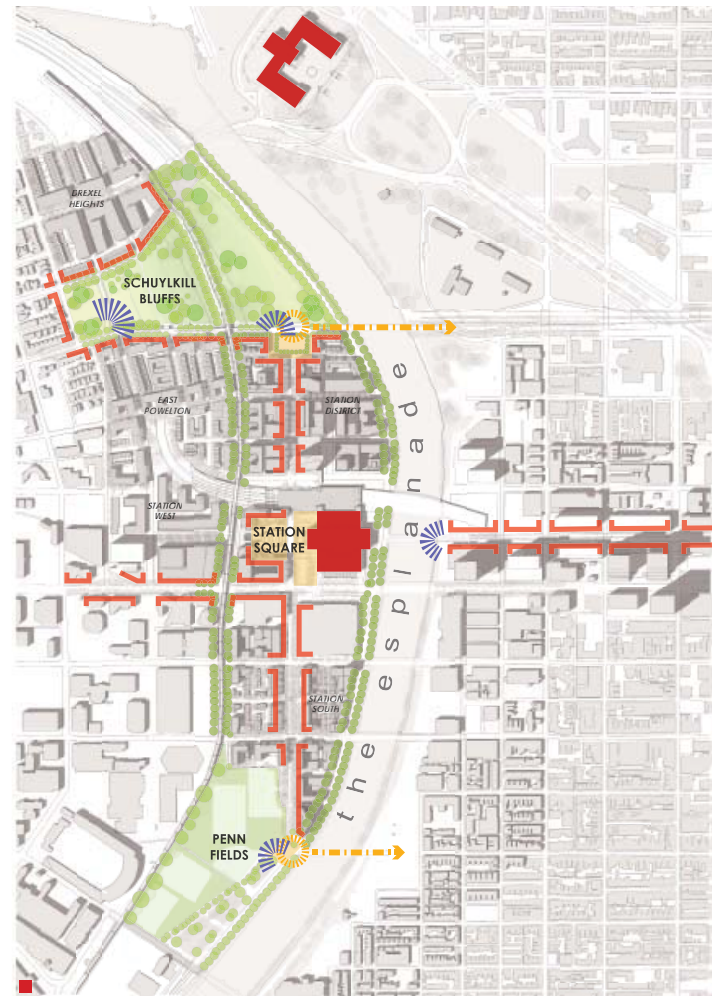 DREXEL
HEIGHTS
SCHUYLKILL
BLUFFS
EAST
POWELTON
STATION
DISTRICT
STATION
WEST
STATION
SQUARE
the esplanade
STATION
SOUTH
PENN
FIELDS